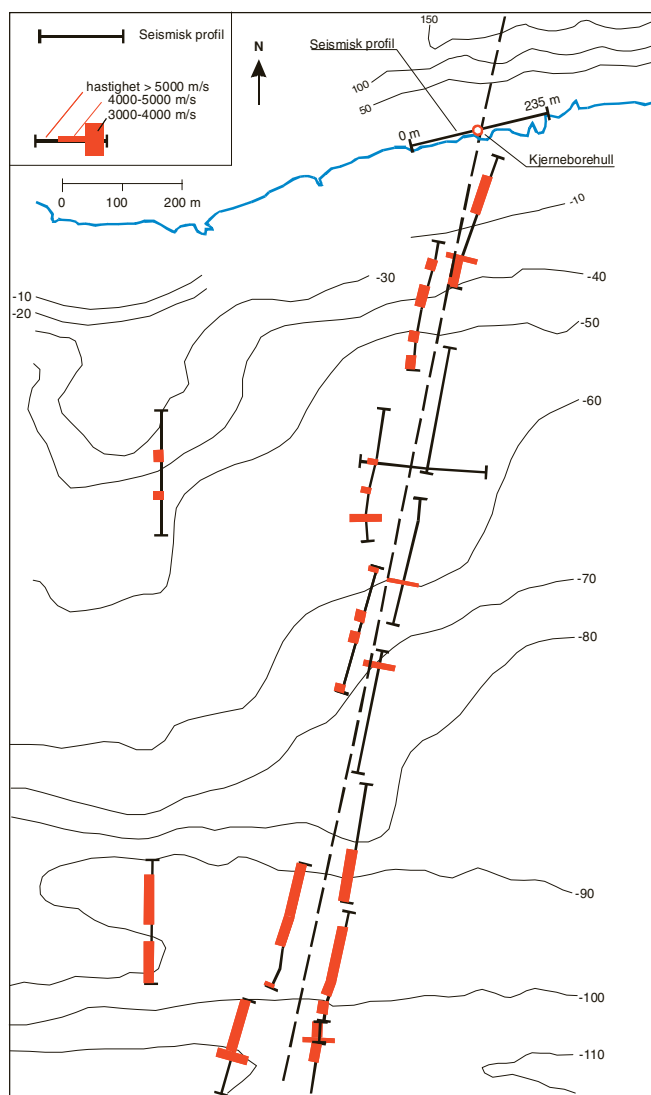 150
Seismisk profil
Seismisk profil
N
hastighet > 5000 m/s
4000-5000 m/s
3000-4000 m/s
100
50
235 m
0 m
Kjerneborehull
0 100 200 m
-10
-10
-20
-30
-40
-50
-60
-70
-80
-90
-100
-110